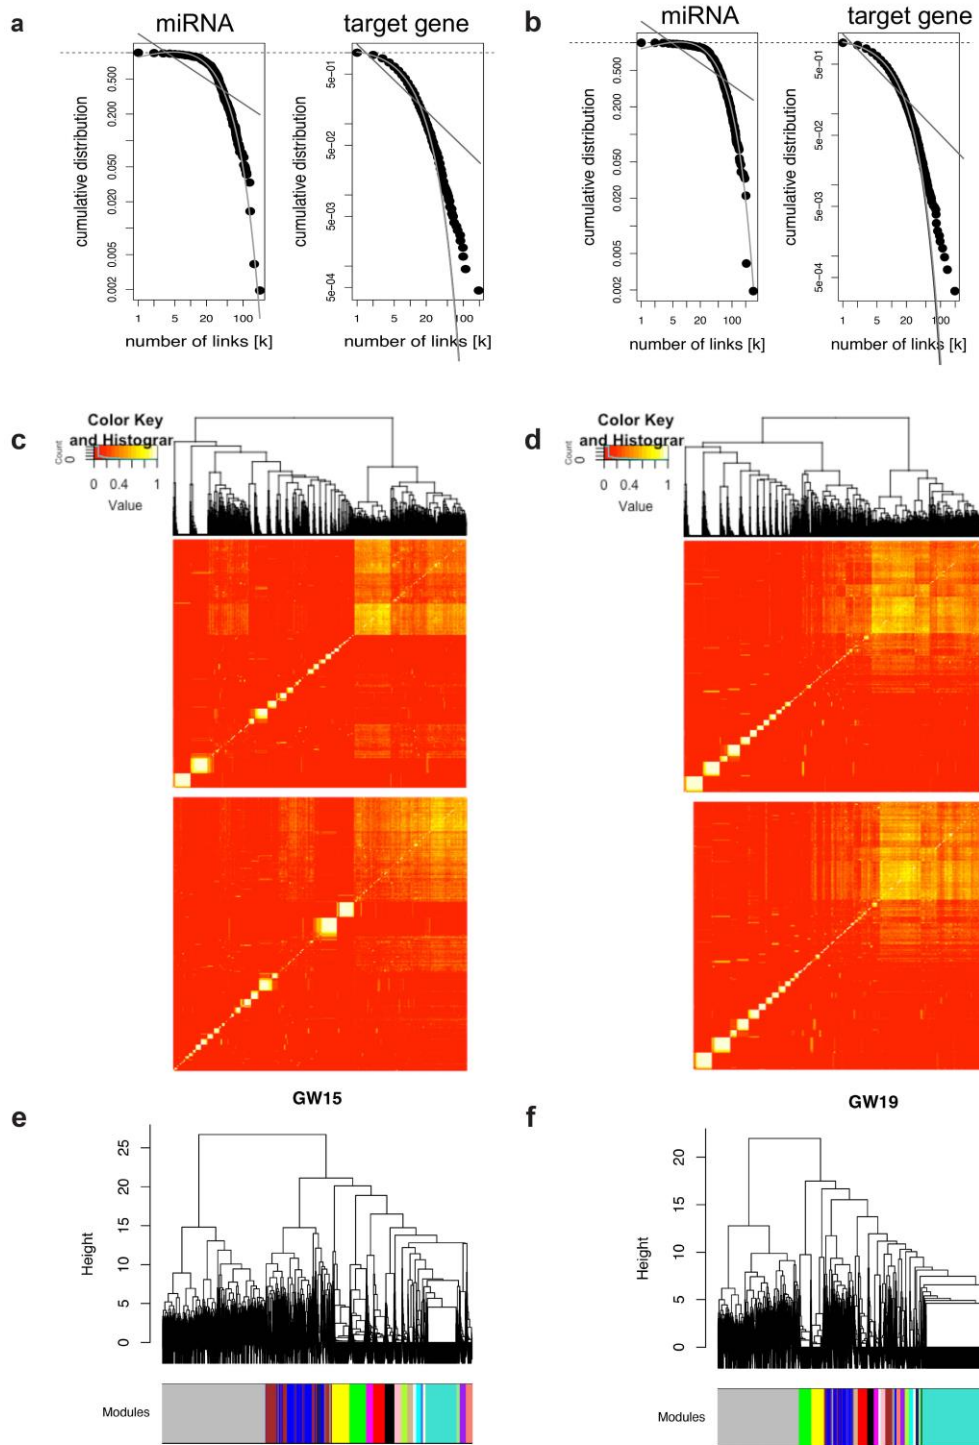 a
miRNA
target gene
cumulative distribution
0.500
0.200
0.050
0.020
0.005
0.002
1 5 20 100
number of links [k]
cumulative distribution
5e-01
5e-02
5e-03
5e-04
1 5 20 100
number of links [k]
b
miRNA
target gene
cumulative distribution
0.500
0.200
0.050
0.020
0.005
0.002
1 5 20 100
number of links [k]
cumulative distribution
5e-01
5e-02
5e-03
5e-04
1 5 20 100
number of links [k]
c
Color Key
and Histograr
Count
0
0 0.4 1
Value
d
Color Key
and Histograr
Count
0
0 0.4 1
Value
e
GW15
Height
25
20
15
10
5
0
Modules
f
GW19
Height
20
15
10
5
0
Modules